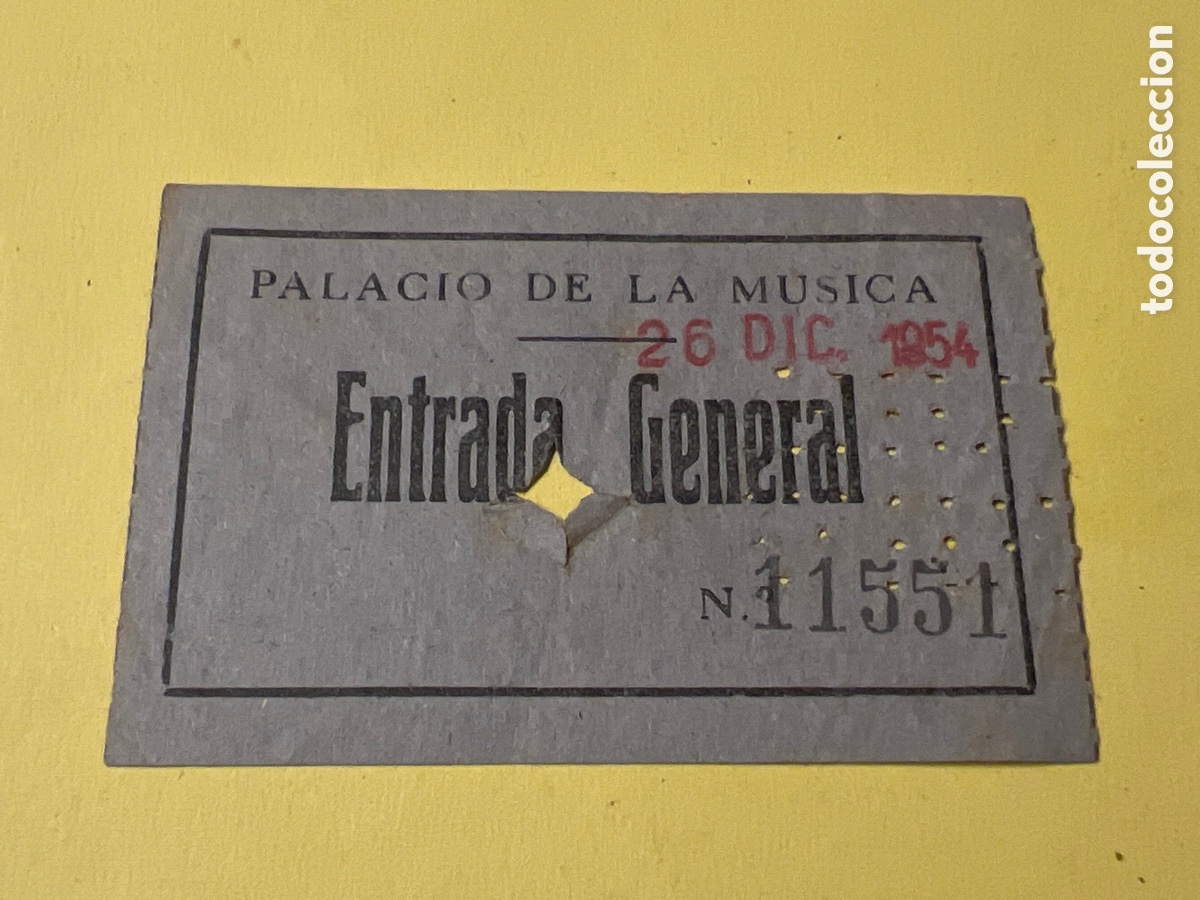 PALACIO DE LA MUSICA
26 DIC. 1954
Entrada General
N.º 11551
todocoleccion